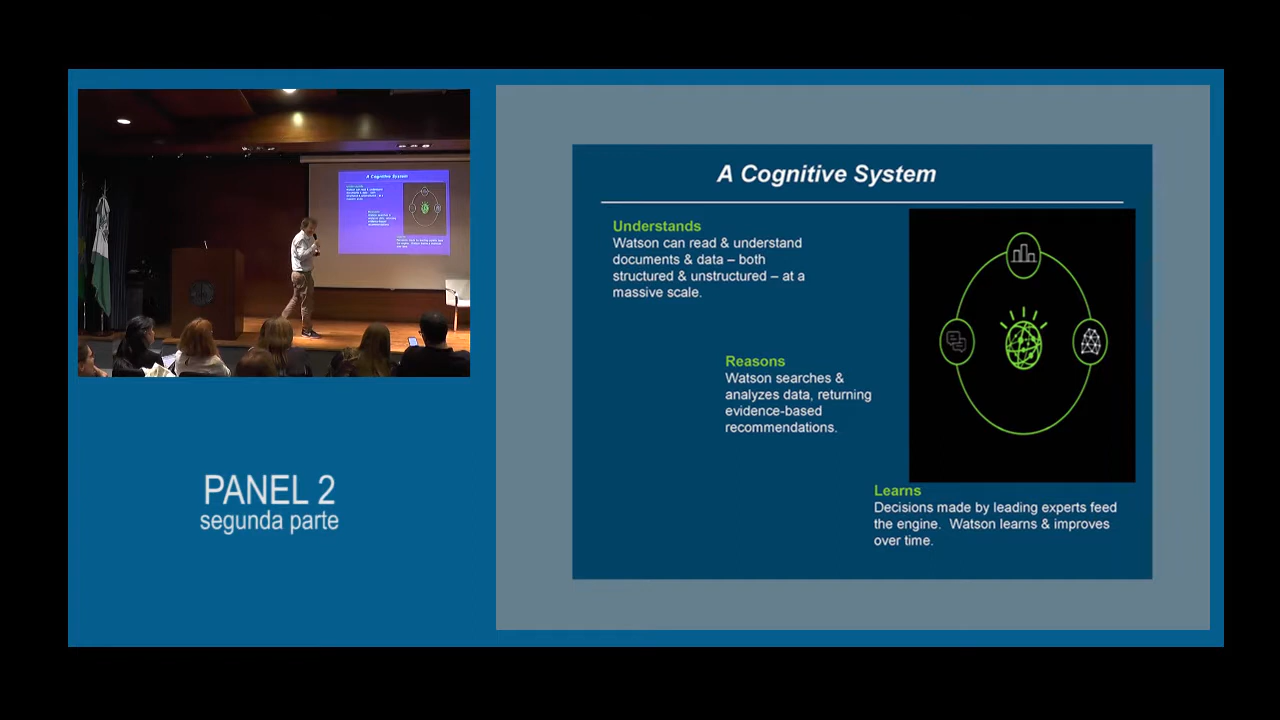 A Cognitive System
Understands
Watson can read & understand
documents & data – both
structured & unstructured – at a
massive scale.
Reasons
Watson searches &
analyzes data, returning
evidence-based
recommendations.
Learns
Decisions made by leading experts feed
the engine. Watson learns & improves
over time.
PANEL 2
segunda parte
A Cognitive System